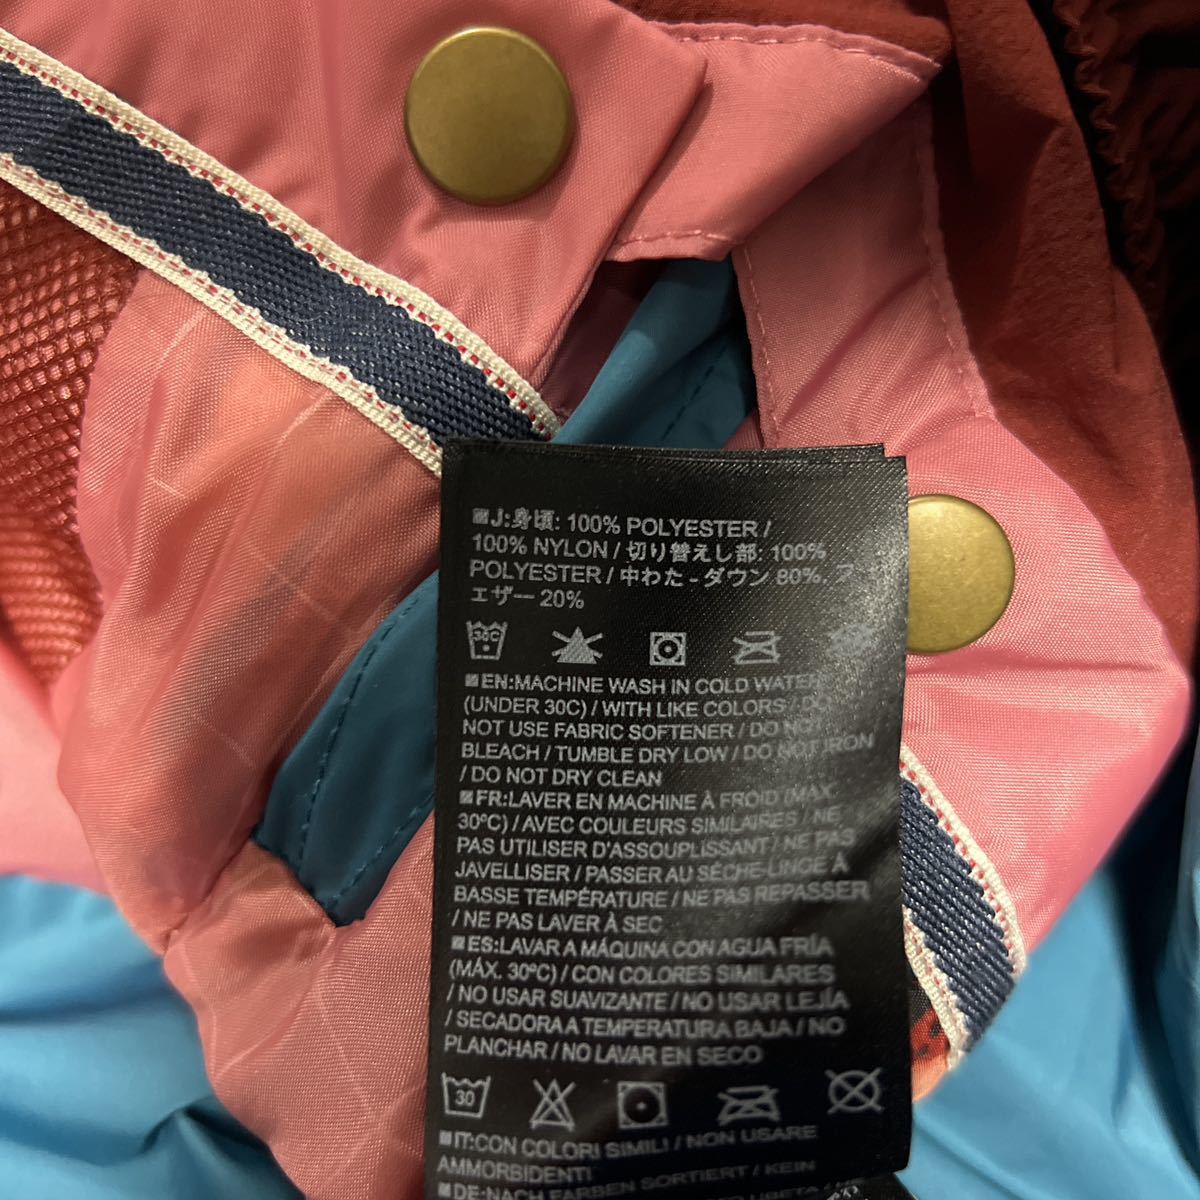 ■J:身頃: 100% POLYESTER /
100% NYLON / 切り替えし部: 100%
POLYESTER / 中わた - ダウン 80%, フェ
エザー 20%
30C
■EN:MACHINE WASH IN COLD WATER
(UNDER 30C) / WITH LIKE COLORS / DO
NOT USE FABRIC SOFTENER / DO NOT
BLEACH / TUMBLE DRY LOW / DO NOT IRON
/ DO NOT DRY CLEAN
■FR:LAVER EN MACHINE À FROID (MAX.
30ºC) / AVEC COULEURS SIMILAIRES / NE
PAS UTILISER D'ASSOUPLISSANT / NE PAS
JAVELLISER / PASSER AU SÈCHE-LINGE À
BASSE TEMPÉRATURE / NE PAS REPASSER
/ NE PAS LAVER À SEC
■ES:LAVAR A MÁQUINA CON AGUA FRÍA
(MÁX. 30ºC) / CON COLORES SIMILARES
/ NO USAR SUAVIZANTE / NO USAR LEJÍA
/ SECADORA A TEMPERATURA BAJA / NO
PLANCHAR / NO LAVAR EN SECO
30
■IT:CON COLORI SIMILI / NON USARE
AMMORBIDENTI
■DE:NACH FARBEN SORTIERT / KEIN